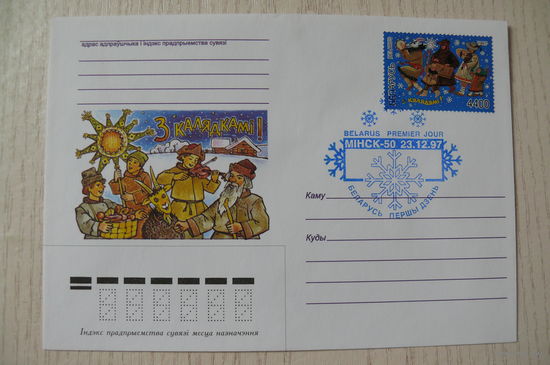 адрас адпраўшчыка і індэкс прадпрыемства сувязі
З КАЛЯДКАМІ!
КАЛЯДКАМІ!
4400
BELARUS PREMIER JOUR
МІНСК-50 23.12.97
БЕЛАРУСЬ ПЕРШЫ ДЗЕНЬ
Каму
Куды
Індэкс прадпрыемства сувязі месца назначэння